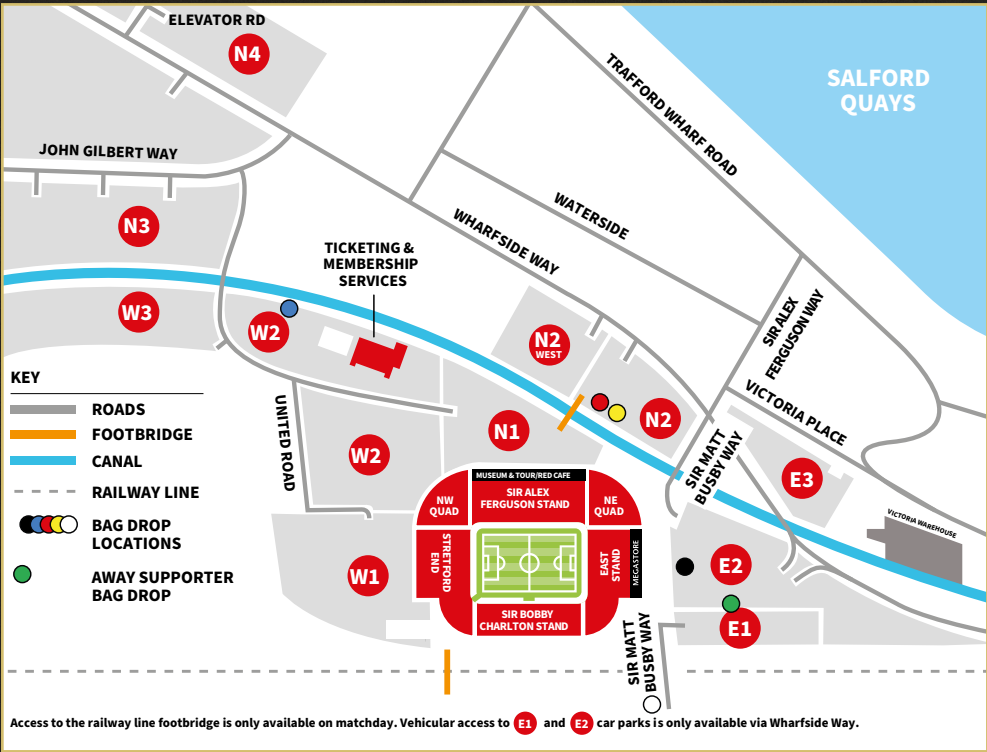 ELEVATOR RD
N4
SALFORD
QUAYS
TRAFFORD WHARF ROAD
JOHN GILBERT WAY
N3
WATERSIDE
WHARFSIDE WAY
TICKETING &
MEMBERSHIP
SERVICES
SIR ALEX
FERGUSON WAY
W3
W2
N2
WEST
KEY
ROADS
FOOTBRIDGE
CANAL
RAILWAY LINE
BAG DROP
LOCATIONS
AWAY SUPPORTER
BAG DROP
UNITED ROAD
W2
N1
N2
VICTORIA PLACE
SIR MATT
BUSBY WAY
E3
VICTORIA WAREHOUSE
MUSEUM & TOUR/RED CAFE
NW
QUAD
SIR ALEX
FERGUSON STAND
NE
QUAD
STRETFORD
END
EAST
STAND
MEGASTORE
SIR BOBBY
CHARLTON STAND
W1
E2
E1
SIR MATT
BUSBY WAY
Access to the railway line footbridge is only available on matchday. Vehicular access to E1 and E2 car parks is only available via Wharfside Way.